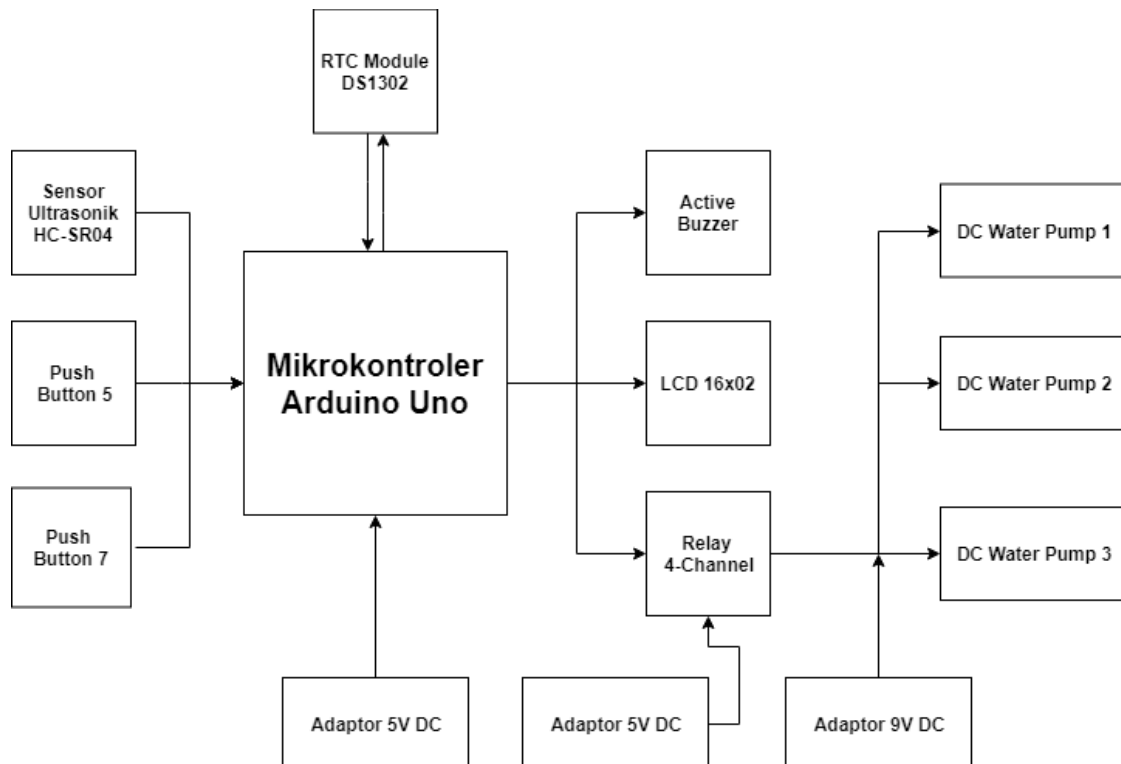 RTC Module
DS1302
Sensor
Ultrasonik
HC-SR04
Active
Buzzer
DC Water Pump 1
Mikrokontroler
Arduino Uno
Push
Button 5
LCD 16x02
DC Water Pump 2
Push
Button 7
Relay
4-Channel
DC Water Pump 3
Adaptor 5V DC
Adaptor 5V DC
Adaptor 9V DC